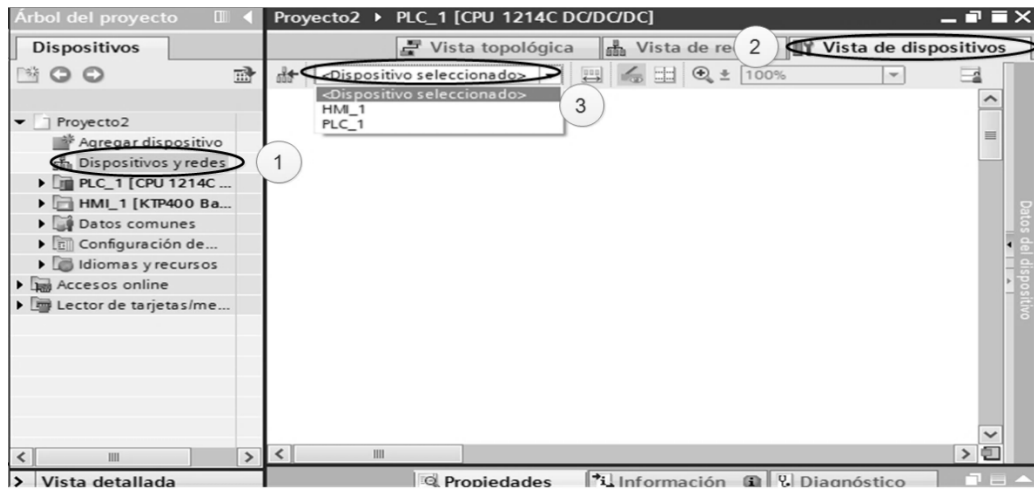 Árbol del proyecto
Proyecto2 ▸ PLC_1 [CPU 1214C DC/DC/DC]
Dispositivos
Vista topológica
Vista de re
2
Vista de dispositivos
<Dispositivo seleccionado>
100%
<Dispositivo seleccionado>
HMI_1
PLC_1
3
Proyecto2
Agregar dispositivo
Dispositivos y redes
1
PLC_1 [CPU 1214C ...
HMI_1 [KTP400 Ba...
Datos comunes
Configuración de...
Idiomas y recursos
Accesos online
Lector de tarjetas/me...
Datos del dispositivo
Vista detallada
Propiedades
Información
Diagnóstico